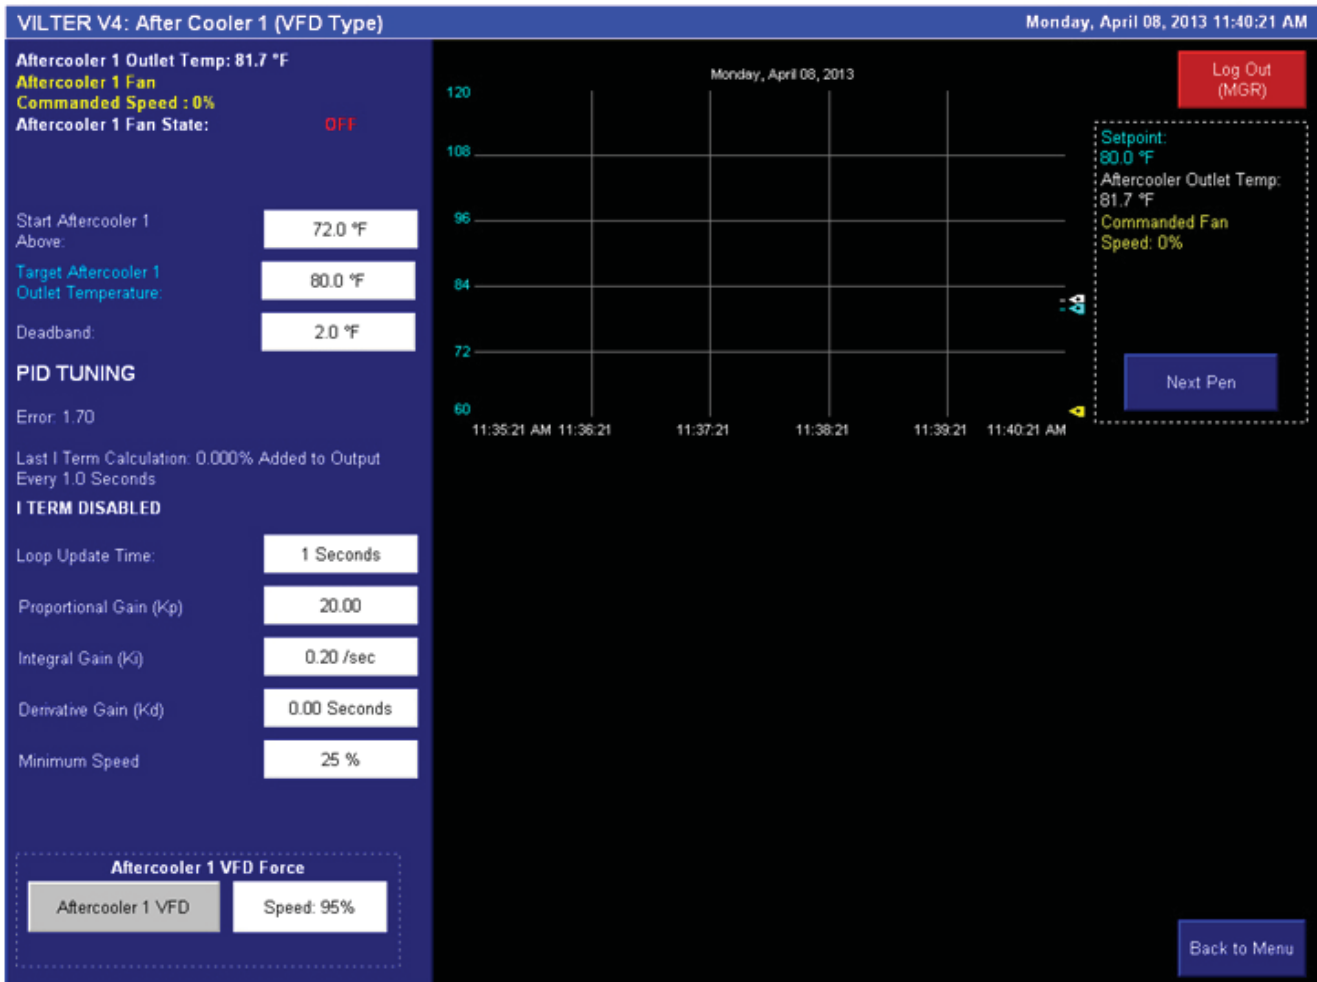 VILTER V4: After Cooler 1 (VFD Type)
Monday, April 08, 2013 11:40:21 AM
Aftercooler 1 Outlet Temp: 81.7 °F
Aftercooler 1 Fan
Commanded Speed : 0%
Aftercooler 1 Fan State: OFF
Start Aftercooler 1
Above:
72.0 °F
Target Aftercooler 1
Outlet Temperature:
80.0 °F
Deadband:
2.0 °F
PID TUNING
Error: 1.70
Last I Term Calculation: 0.000% Added to Output
Every 1.0 Seconds
I TERM DISABLED
Loop Update Time:
1 Seconds
Proportional Gain (Kp)
20.00
Integral Gain (Ki)
0.20 /sec
Derivative Gain (Kd)
0.00 Seconds
Minimum Speed
25 %
Aftercooler 1 VFD Force
Aftercooler 1 VFD
Speed: 95%
Monday, April 08, 2013
120
108
96
84
72
60
11:35:21 AM 11:36:21 11:37:21 11:38:21 11:39:21 11:40:21 AM
Log Out
(MGR)
Setpoint:
80.0 °F
Aftercooler Outlet Temp:
81.7 °F
Commanded Fan
Speed: 0%
Next Pen
Back to Menu